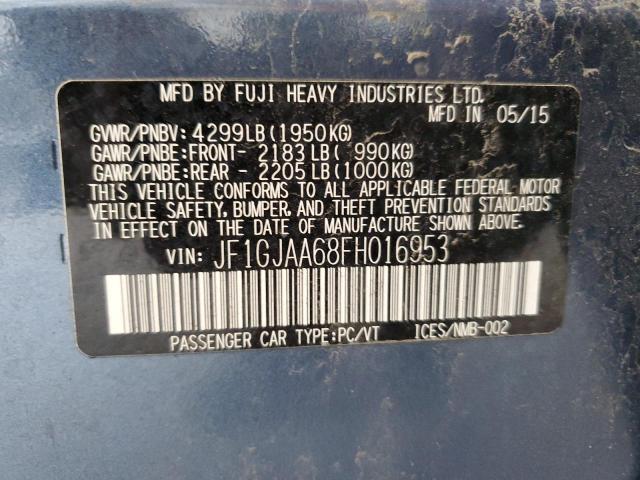 MFD BY FUJI HEAVY INDUSTRIES LTD.
MFD IN 05/15
GVWR/PNBV: 4299LB (1950KG)
GAWR/PNBE: FRONT- 2183 LB ( 990KG)
GAWR/PNBE: REAR - 2205 LB (1000KG)
THIS VEHICLE CONFORMS TO ALL APPLICABLE FEDERAL MOTOR
VEHICLE SAFETY, BUMPER, AND THEFT PREVENTION STANDARDS
IN EFFECT ON THE DATE OF MANUFACTURE SHOWN ABOVE.
VIN: JF1GJAA68FH016953
PASSENGER CAR TYPE:PC/VT ICES/NMB-002